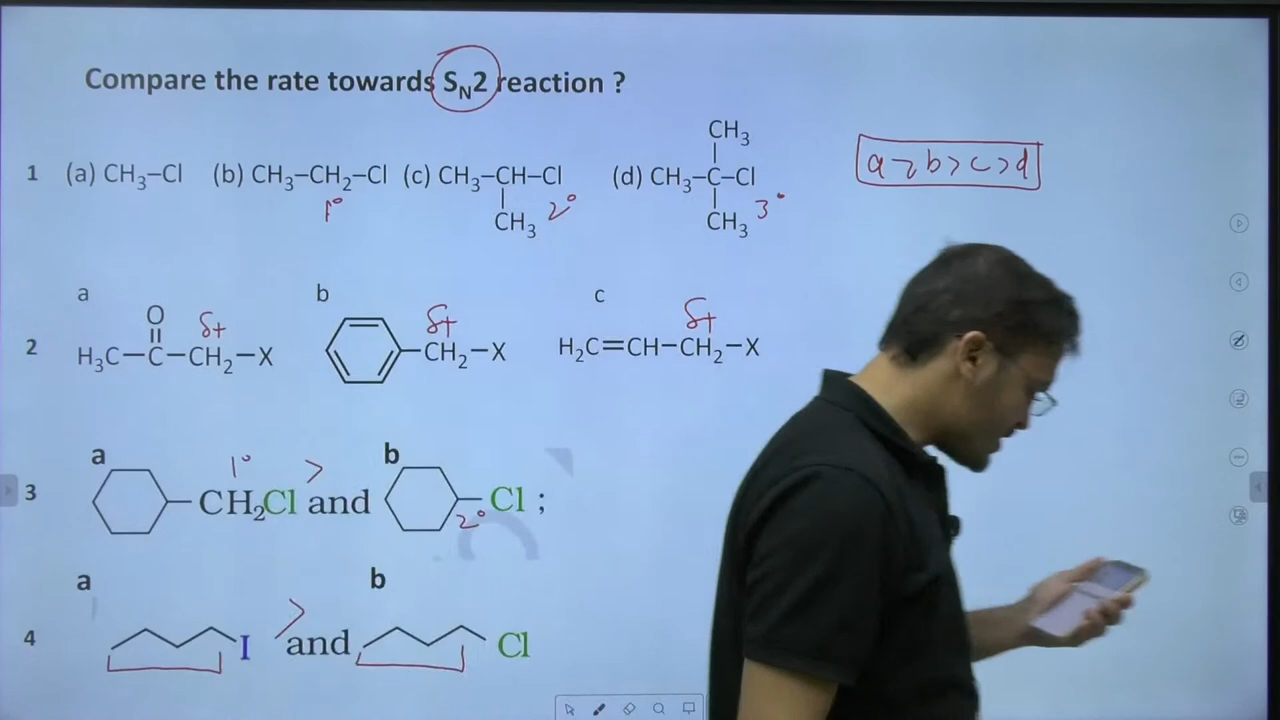 Compare the rate towards SN2 reaction ?
CH3
1 (a) CH3–Cl (b) CH3–CH2–Cl (c) CH3–CH–Cl (d) CH3–C–Cl a > b > c > d
1° CH3 2° CH3 3°
a b c
O δ+ δ+ δ+
2 H3C–C–CH2–X CH2–X H2C=CH–CH2–X
a 1° > b
3 CH2Cl and Cl ;
2°
a b
>
4 I and Cl